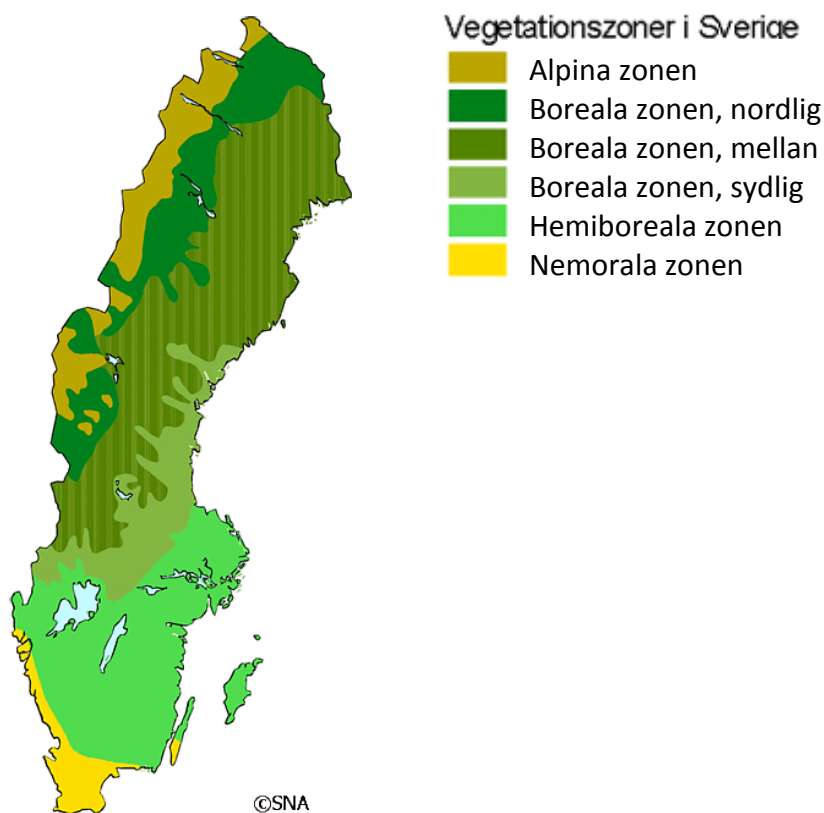 Vegetationszoner i Sverige
Alpina zonen
Boreala zonen, nordlig
Boreala zonen, mellan
Boreala zonen, sydlig
Hemiboreala zonen
Nemorala zonen
©SNA